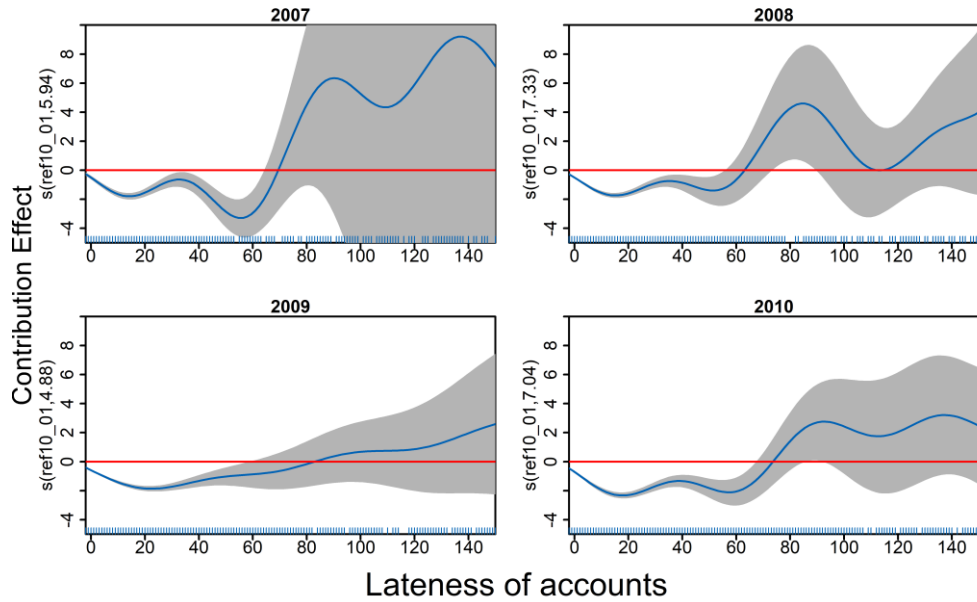 2007
2008
Contribution Effect
s(ref10_01,5.94)
8
6
4
2
0
-4
0 20 40 60 80 100 120 140
s(ref10_01,7.33)
8
6
4
2
0
-4
0 20 40 60 80 100 120 140
2009
2010
s(ref10_01,4.88)
8
6
4
2
0
-4
0 20 40 60 80 100 120 140
s(ref10_01,7.04)
8
6
4
2
0
-4
0 20 40 60 80 100 120 140
Lateness of accounts